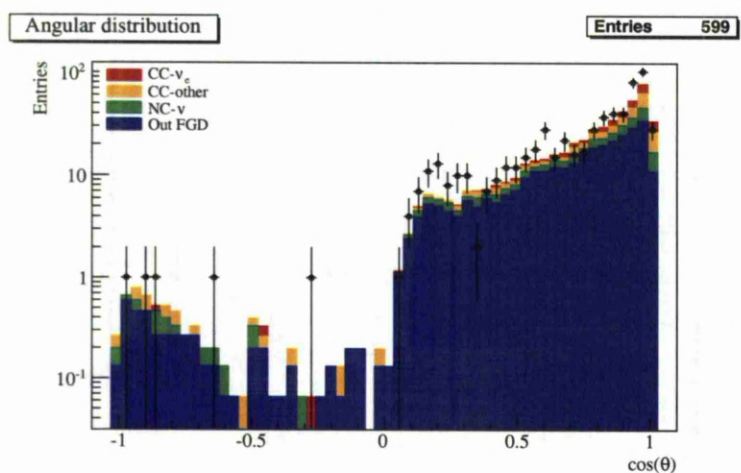 Angular distribution
Entries 599
Entries
10²
10
1
10⁻¹
CC-νₑ
CC-other
NC-ν
Out FGD
-1 -0.5 0 0.5 1
cos(θ)